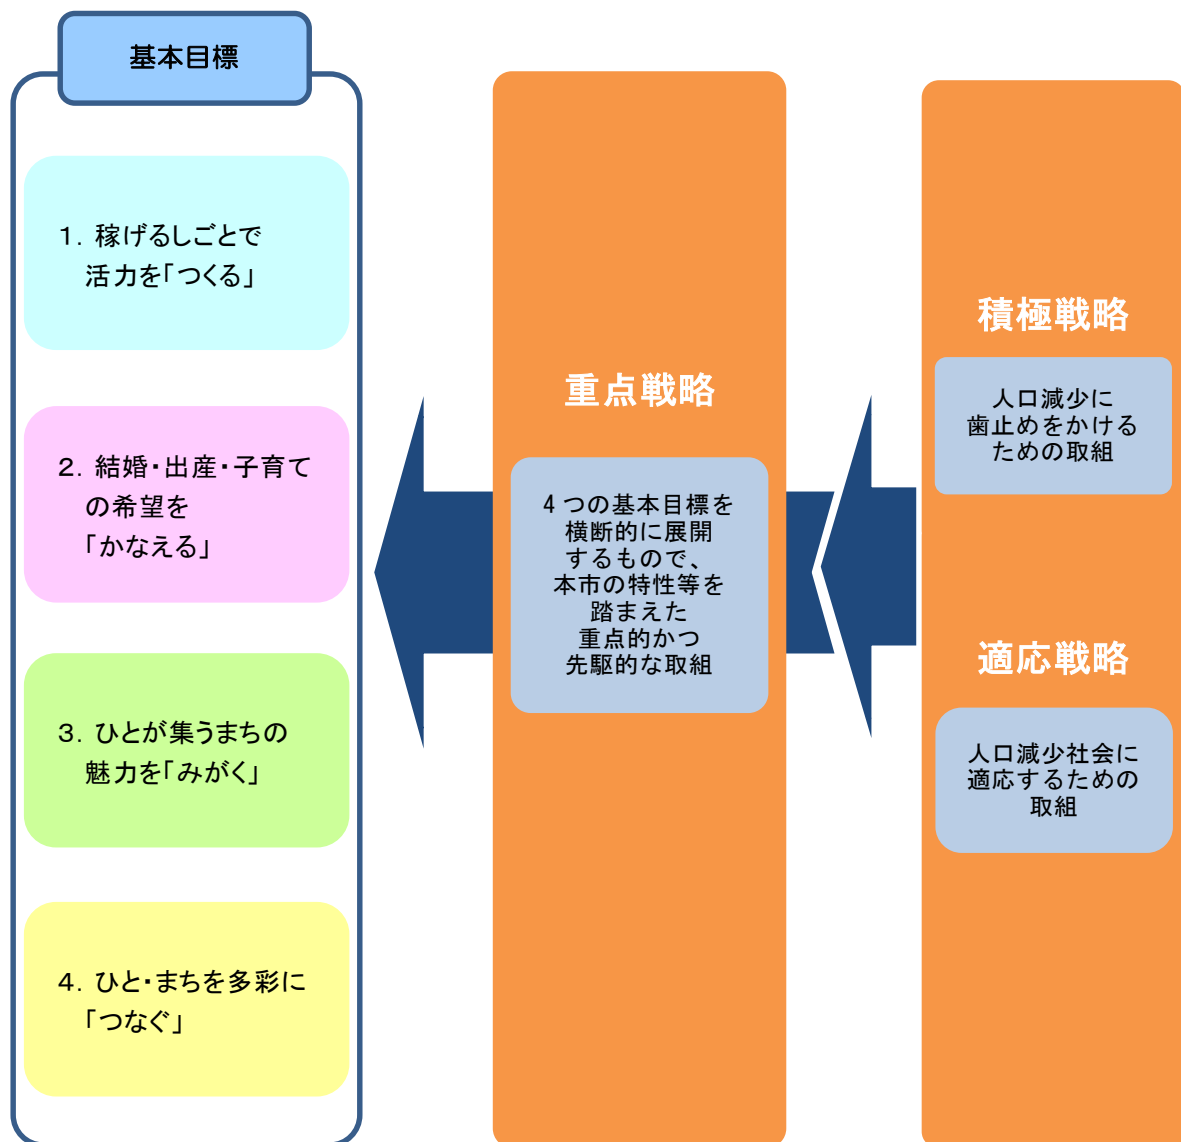 基本目標
1. 稼げるしごとで
活力を「つくる」
2. 結婚・出産・子育て
の希望を
「かなえる」
3. ひとが集うまちの
魅力を「みがく」
4. ひと・まちを多彩に
「つなぐ」
重点戦略
4つの基本目標を
横断的に展開
するもので、
本市の特性等を
踏まえた
重点的かつ
先駆的な取組
積極戦略
人口減少に
歯止めをかける
ための取組
適応戦略
人口減少社会に
適応するための
取組